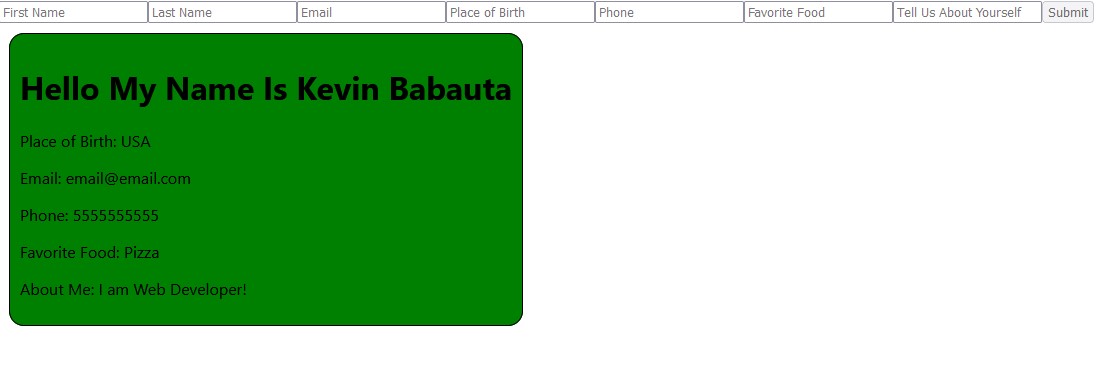 First Name Last Name Email Place of Birth Phone Favorite Food Tell Us About Yourself Submit
Hello My Name Is Kevin Babauta
Place of Birth: USA
Email: email@email.com
Phone: 5555555555
Favorite Food: Pizza
About Me: I am Web Developer!